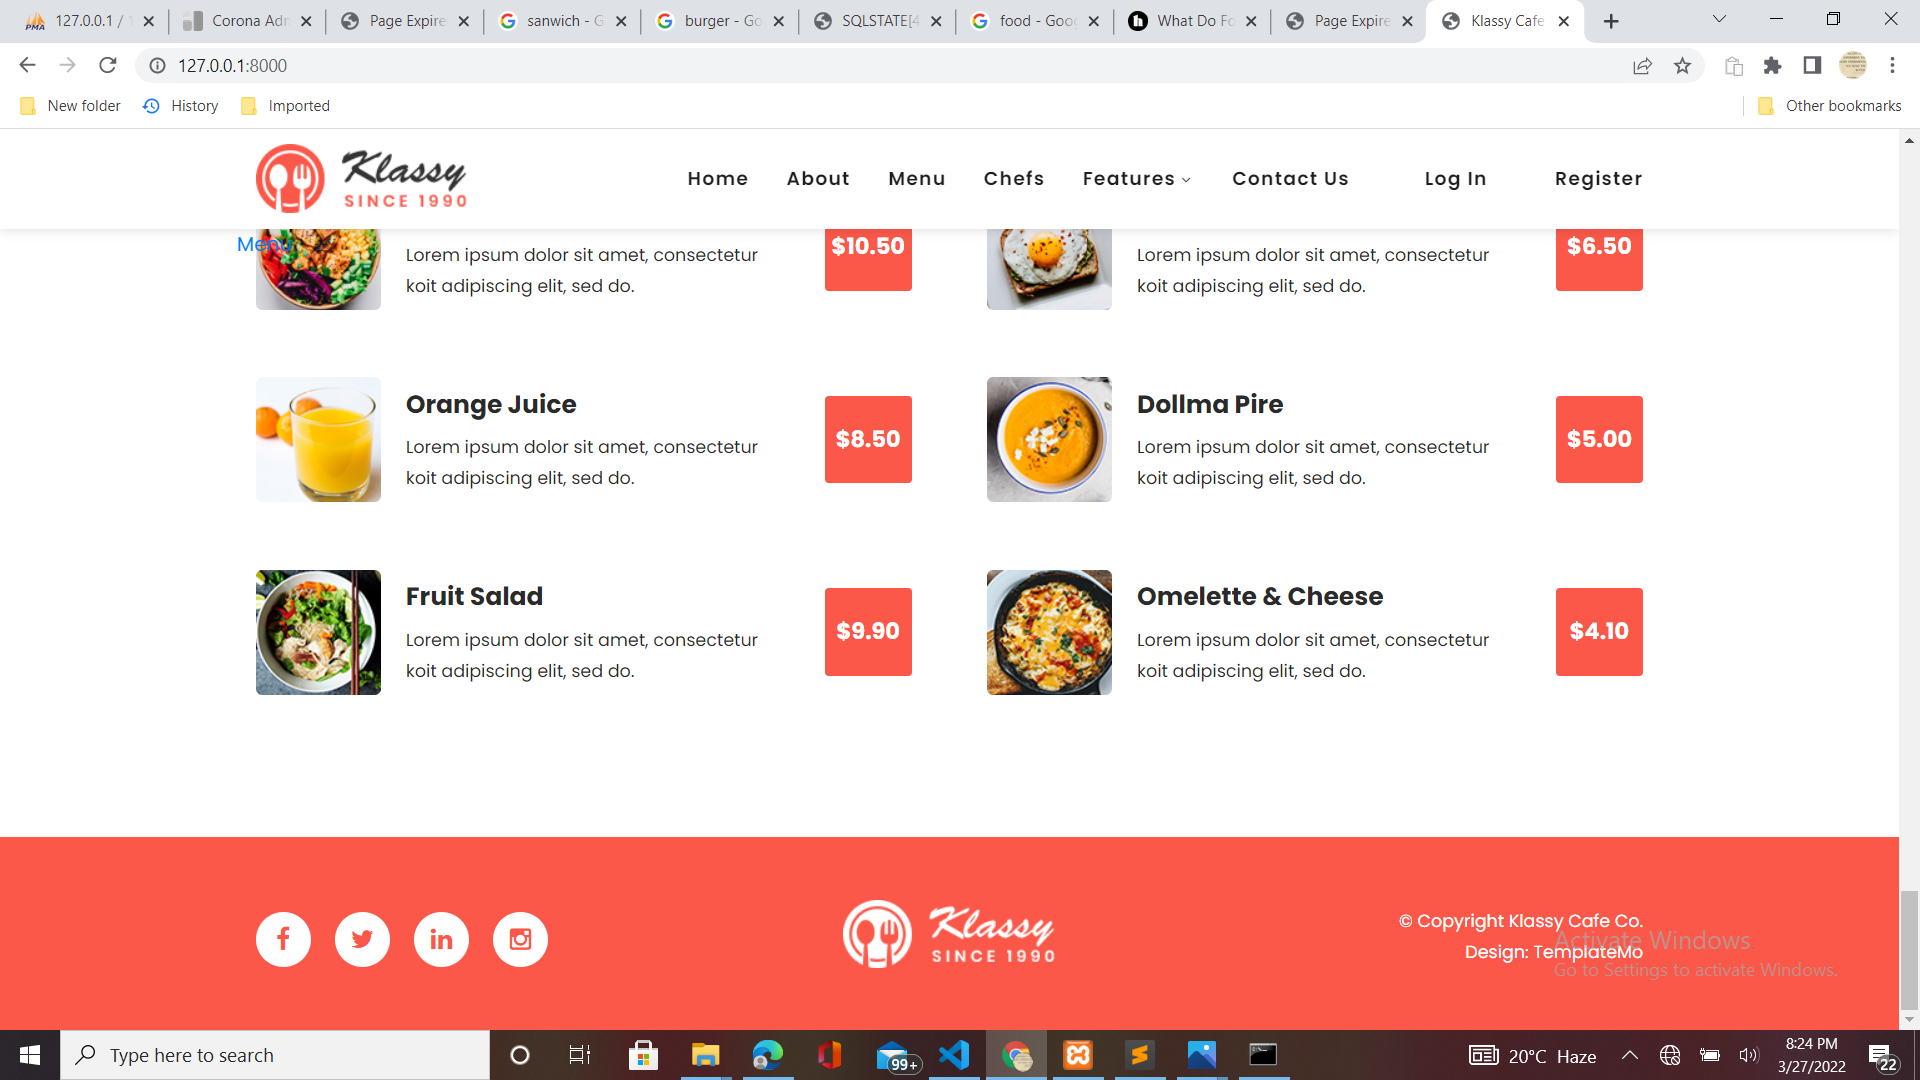 127.0.0.1 / 1
Corona Adm
Page Expire
sanwich - G
burger - Go
SQLSTATE[4
food - Goog
What Do Fo
Page Expire
Klassy Cafe
127.0.0.1:8000
New folder
History
Imported
Other bookmarks
Klassy
SINCE 1990
Home
About
Menu
Chefs
Features
Contact Us
Log In
Register
Menu
Lorem ipsum dolor sit amet, consectetur
koit adipiscing elit, sed do.
$10.50
Lorem ipsum dolor sit amet, consectetur
koit adipiscing elit, sed do.
$6.50
Orange Juice
Lorem ipsum dolor sit amet, consectetur
koit adipiscing elit, sed do.
$8.50
Dollma Pire
Lorem ipsum dolor sit amet, consectetur
koit adipiscing elit, sed do.
$5.00
Fruit Salad
Lorem ipsum dolor sit amet, consectetur
koit adipiscing elit, sed do.
$9.90
Omelette & Cheese
Lorem ipsum dolor sit amet, consectetur
koit adipiscing elit, sed do.
$4.10
Klassy
SINCE 1990
© Copyright Klassy Cafe Co.
Design: TemplateMo
Activate Windows
Go to Settings to activate Windows.
Type here to search
99+
20°C Haze
8:24 PM
3/27/2022
22